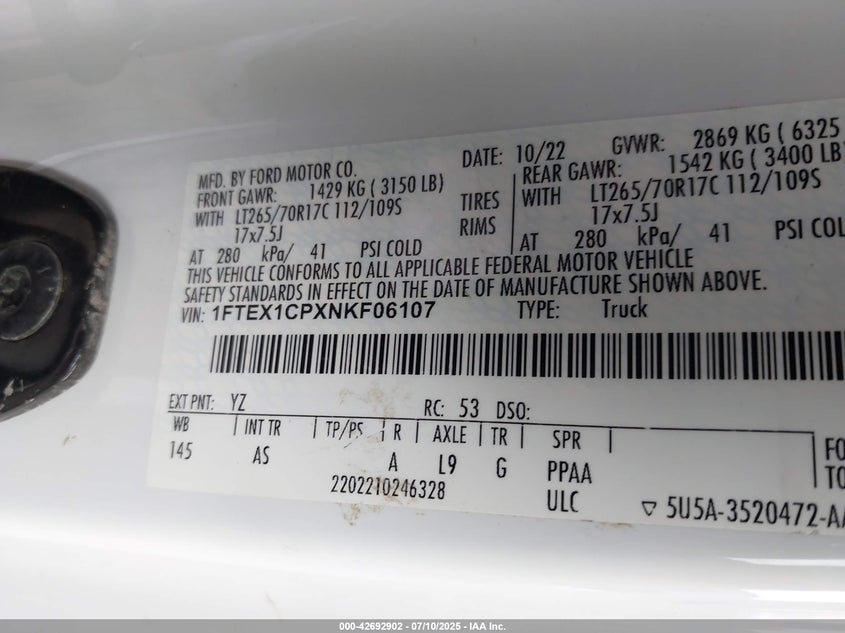 MFD. BY FORD MOTOR CO. DATE: 10/22 GVWR: 2869 KG ( 6325
FRONT GAWR: 1429 KG ( 3150 LB) REAR GAWR: 1542 KG ( 3400 LB)
WITH LT265/70R17C 112/109S TIRES WITH LT265/70R17C 112/109S
17x7.5J RIMS 17x7.5J
AT 280 kPa/ 41 PSI COLD AT 280 kPa/ 41 PSI COL
THIS VEHICLE CONFORMS TO ALL APPLICABLE FEDERAL MOTOR VEHICLE
SAFETY STANDARDS IN EFFECT ON THE DATE OF MANUFACTURE SHOWN ABOVE.
VIN: 1FTEX1CPXNKF06107 TYPE: Truck
EXT PNT: YZ RC: 53 DSO:
WB INT TR TP/PS R AXLE TR SPR
145 AS A L9 G PPAA
2202210246328 ULC
FO
TO
5U5A-3520472-AA
000-42692902 - 07/10/2025 - IAA Inc.